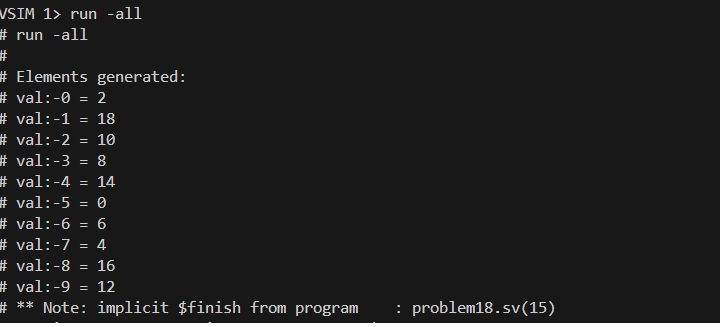 VSIM 1> run -all
# run -all
#
# Elements generated:
# val:-0 = 2
# val:-1 = 18
# val:-2 = 10
# val:-3 = 8
# val:-4 = 14
# val:-5 = 0
# val:-6 = 6
# val:-7 = 4
# val:-8 = 16
# val:-9 = 12
# ** Note: implicit $finish from program    : problem18.sv(15)